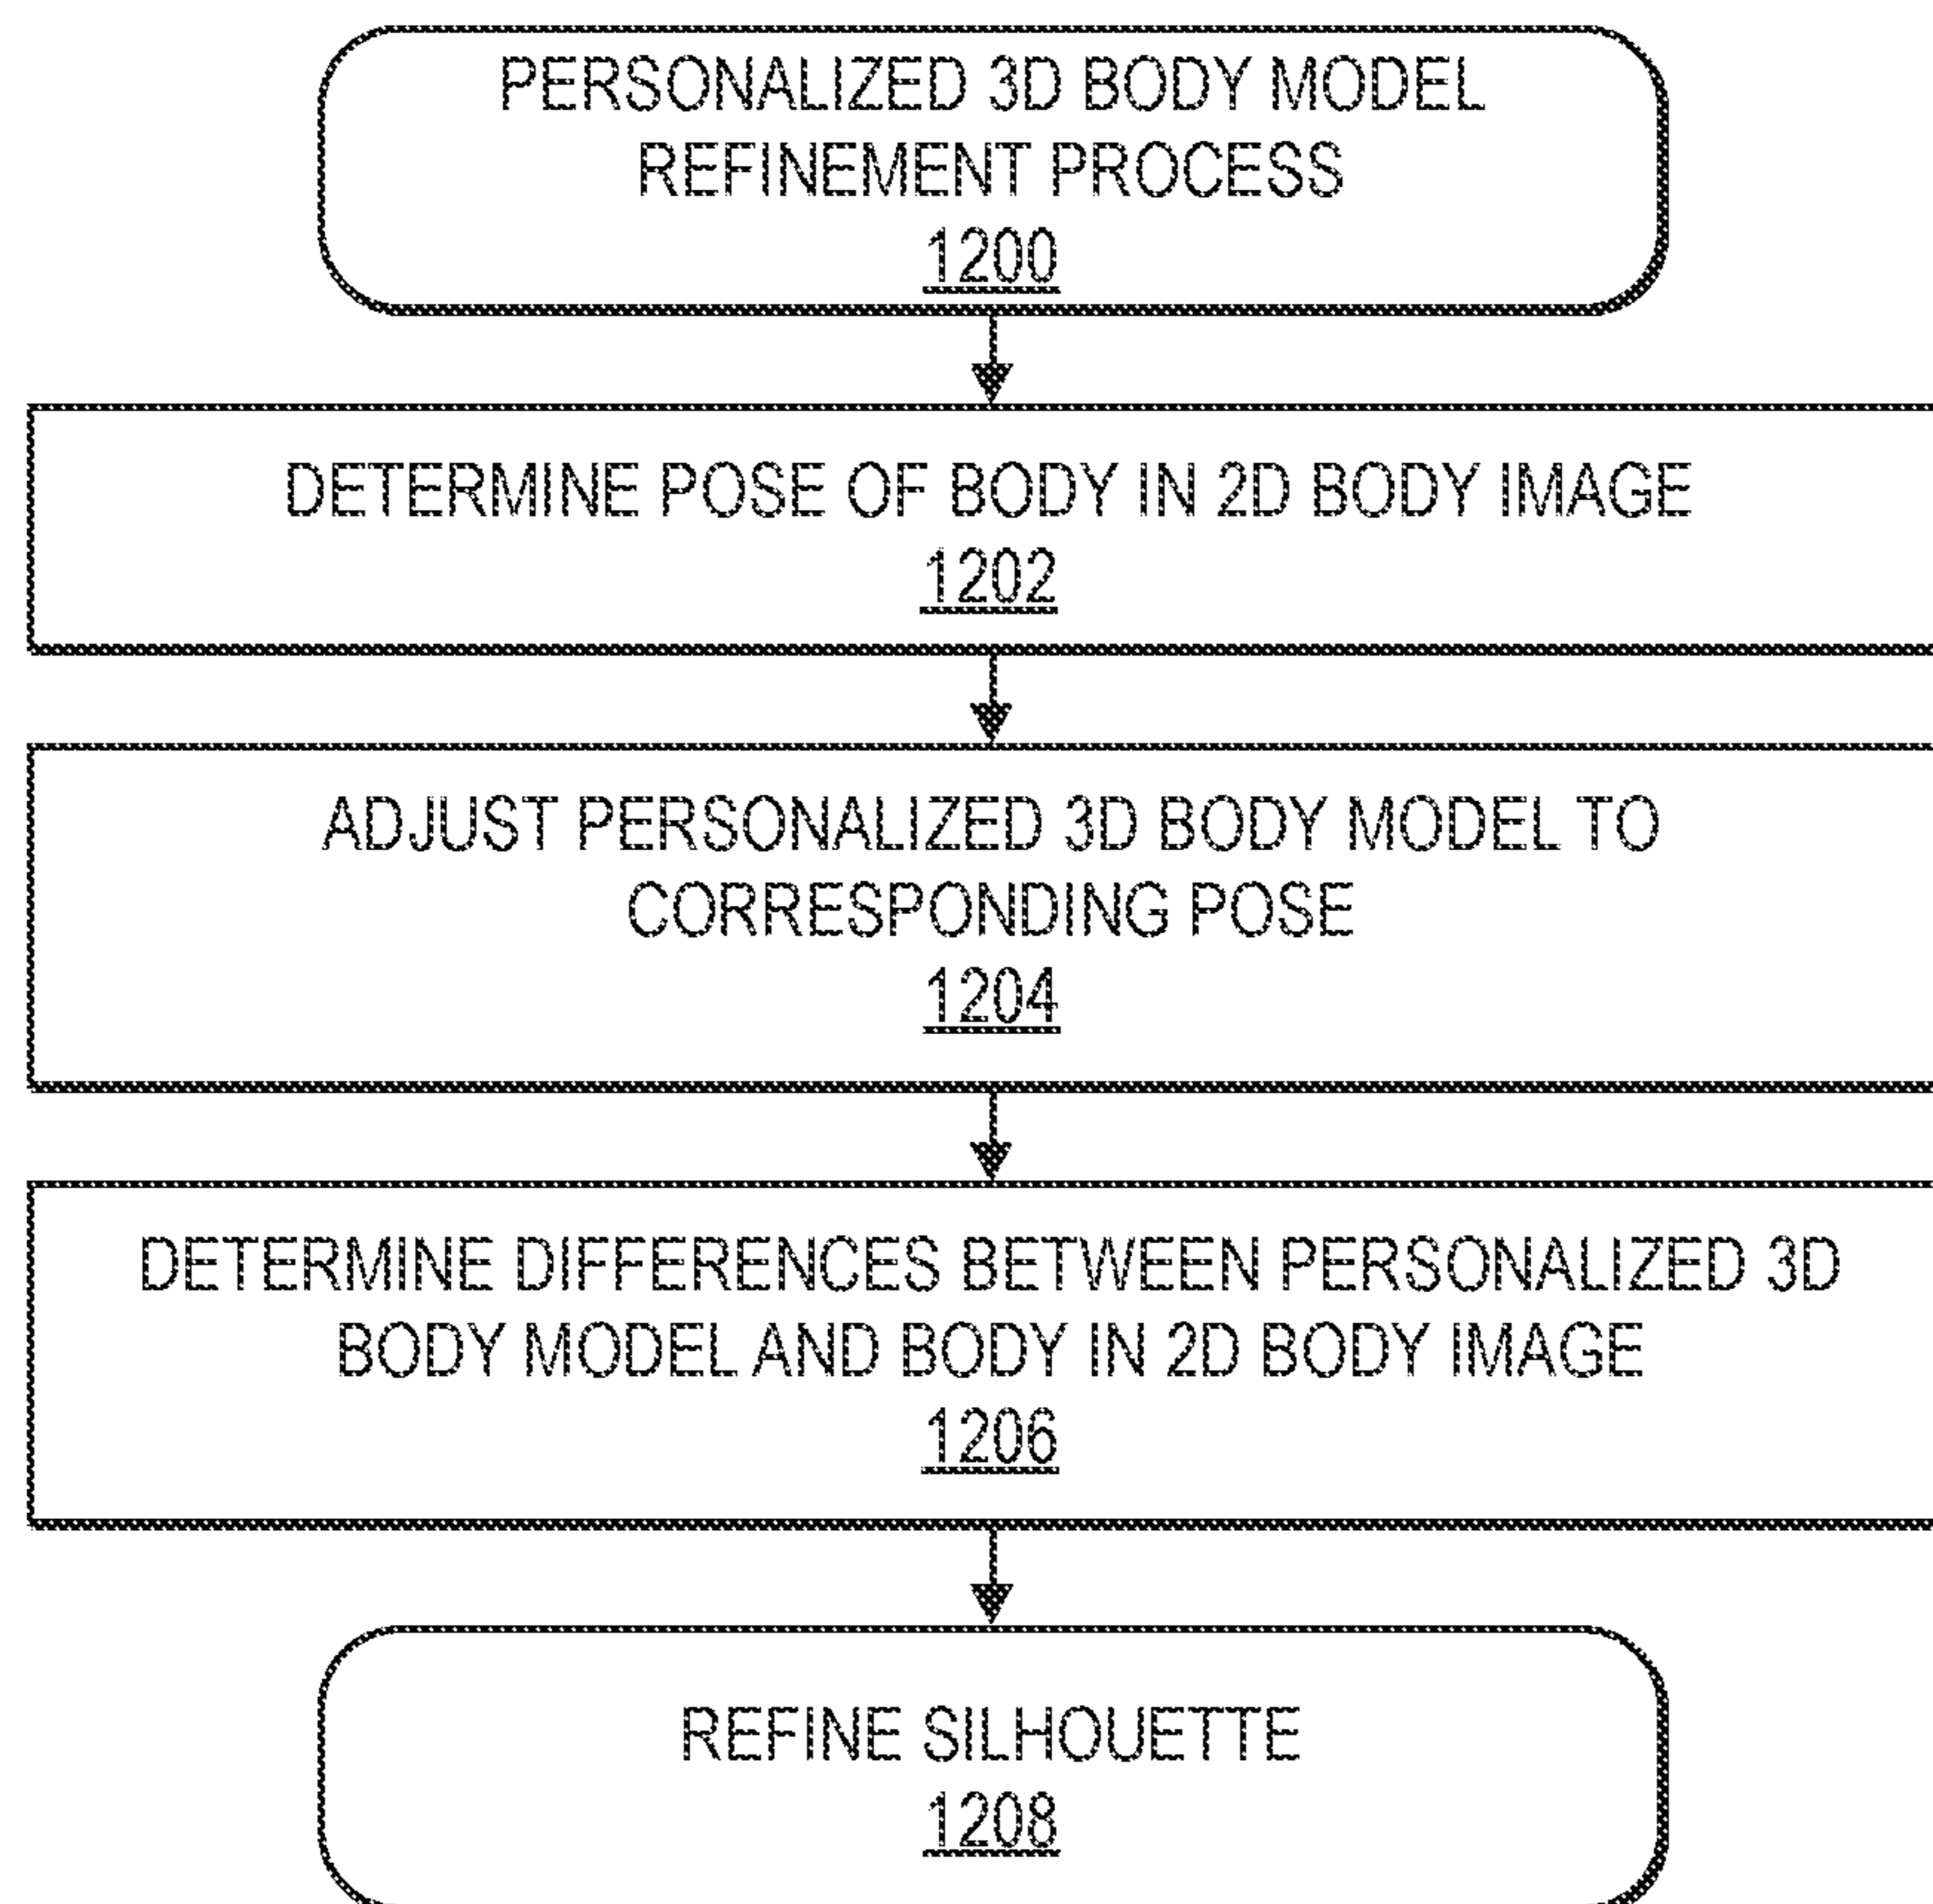 PERSONALIZED 3D BODY MODEL
REFINEMENT PROCESS
1200
DETERMINE POSE OF BODY IN 2D BODY IMAGE
1202
ADJUST PERSONALIZED 3D BODY MODEL TO
CORRESPONDING POSE
1204
DETERMINE DIFFERENCES BETWEEN PERSONALIZED 3D
BODY MODEL AND BODY IN 2D BODY IMAGE
1206
REFINE SILHOUETTE
1208